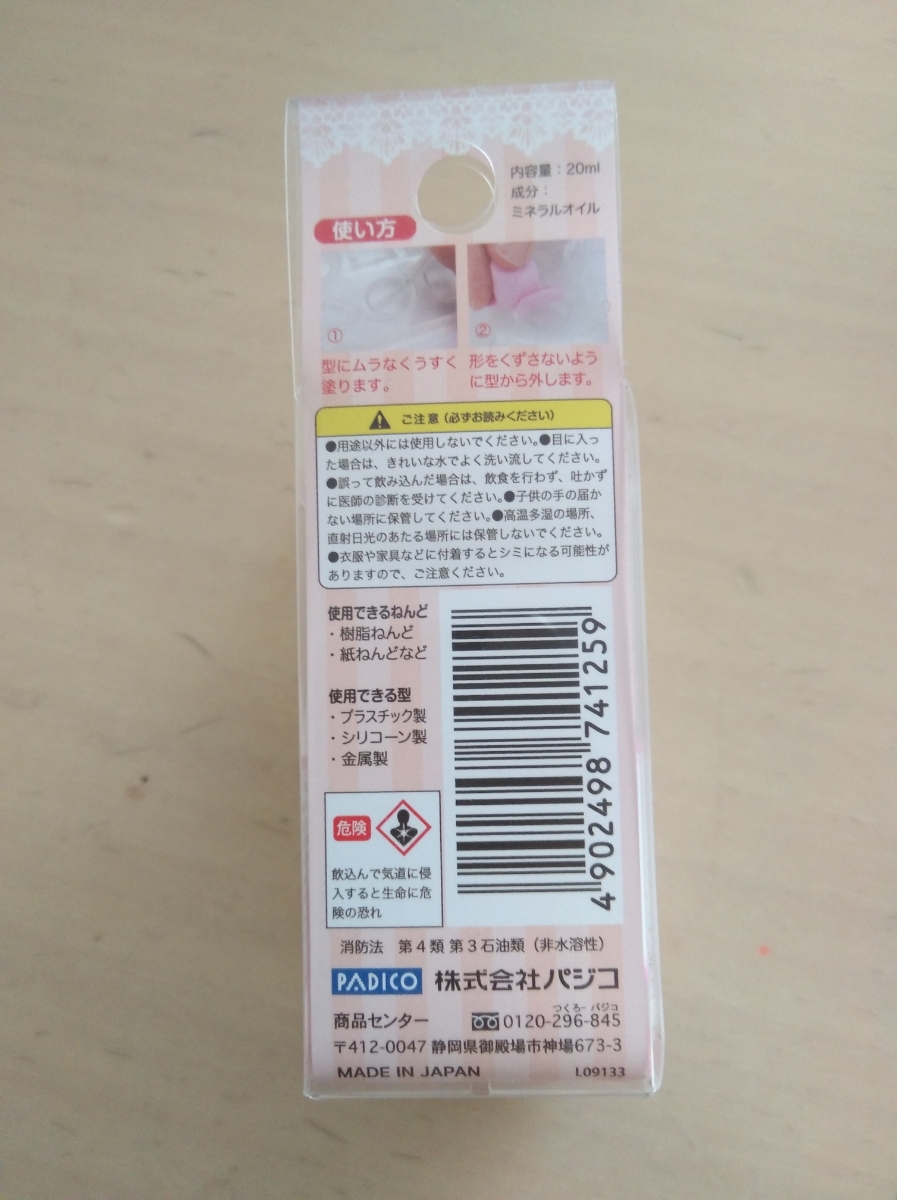 内容量：20ml
成分：
ミネラルオイル
使い方
①
型にムラなくうすく
塗ります。
②
形をくずさないよう
に型から外します。
ご注意（必ずお読みください）
●用途以外には使用しないでください。●目に入っ
た場合は、きれいな水でよく洗い流してください。
●誤って飲み込んだ場合は、飲食を行わず、吐かず
に医師の診断を受けてください。●子供の手の届か
ない場所に保管してください。●高温多湿の場所、
直射日光のあたる場所には保管しないでください。
●衣服や家具などに付着するとシミになる可能性が
ありますので、ご注意ください。
使用できるねんど
・樹脂ねんど
・紙ねんどなど
使用できる型
・プラスチック製
・シリコーン製
・金属製
4902498741259
危険
飲込んで気道に侵
入すると生命に危
険の恐れ
消防法 第4類 第3石油類（非水溶性）
PADICO 株式会社パジコ
つくろー パジコ
商品センター 0120-296-845
〒412-0047 静岡県御殿場市神場673-3
MADE IN JAPAN L09133